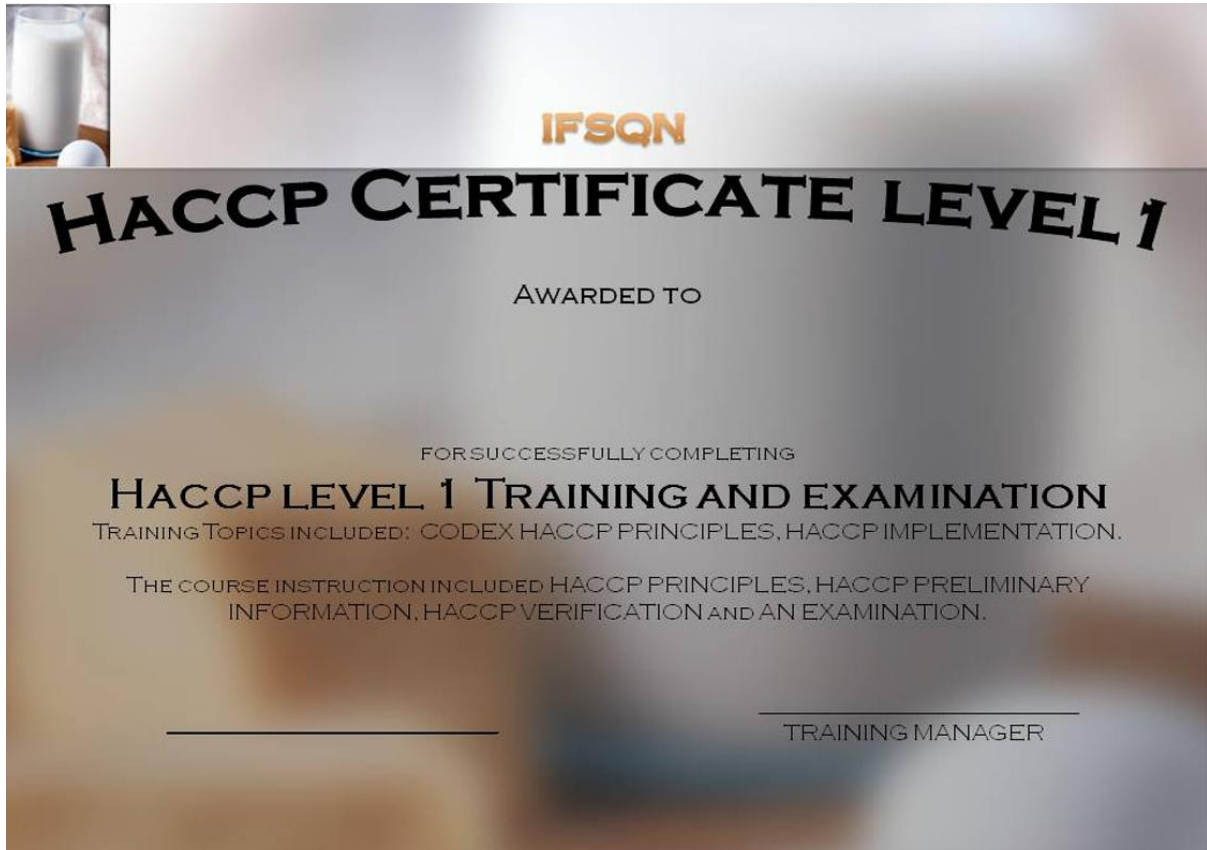 IFSQN
HACCP CERTIFICATE LEVEL 1
AWARDED TO
FOR SUCCESSFULLY COMPLETING
HACCP LEVEL 1 TRAINING AND EXAMINATION
TRAINING TOPICS INCLUDED: CODEX HACCP PRINCIPLES, HACCP IMPLEMENTATION.
THE COURSE INSTRUCTION INCLUDED HACCP PRINCIPLES, HACCP PRELIMINARY
INFORMATION, HACCP VERIFICATION AND AN EXAMINATION.
TRAINING MANAGER